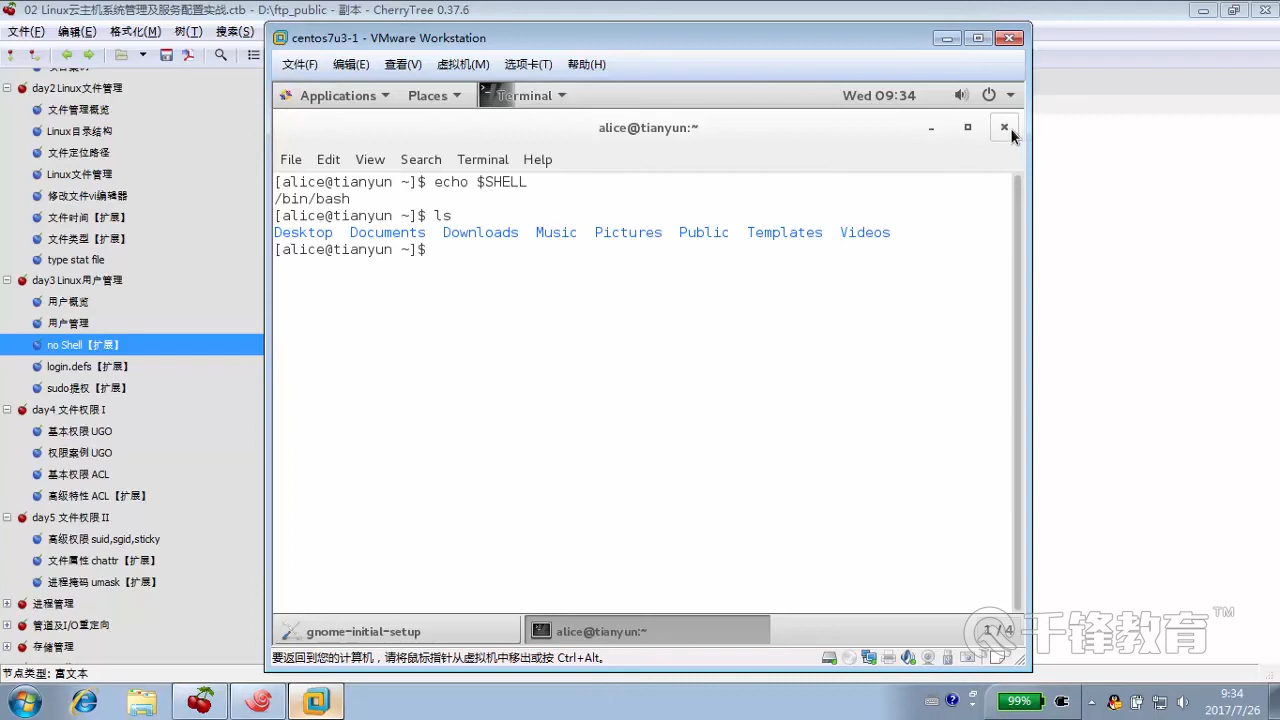 02 Linux云主机系统管理及服务配置实战.ctb - D:\ftp_public - 副本 - CherryTree 0.37.6
文件(F) 编辑(E) 格式化(M) 树(T) 搜索(S)
day2 Linux文件管理
文件管理概览
Linux目录结构
文件定位路径
Linux文件管理
修改文件vi编辑器
文件时间【扩展】
文件类型【扩展】
type stat file
day3 Linux用户管理
用户概览
用户管理
no Shell【扩展】
login.defs【扩展】
sudo提权【扩展】
day4 文件权限 I
基本权限 UGO
权限案例 UGO
基本权限 ACL
高级特性 ACL【扩展】
day5 文件权限 II
高级权限 suid,sgid,sticky
文件属性 chattr【扩展】
进程掩码 umask【扩展】
进程管理
管道及I/O重定向
存储管理
节点类型: 富文本
centos7u3-1 - VMware Workstation
文件(F) 编辑(E) 查看(V) 虚拟机(M) 选项卡(T) 帮助(H)
Applications Places Terminal Wed 09:34
alice@tianyun:~
File Edit View Search Terminal Help
[alice@tianyun ~]$ echo $SHELL
/bin/bash
[alice@tianyun ~]$ ls
Desktop Documents Downloads Music Pictures Public Templates Videos
[alice@tianyun ~]$
gnome-initial-setup alice@tianyun:~ 1 / 4
千锋教育™
要返回到您的计算机，请将鼠标指针从虚拟机中移出或按 Ctrl+Alt。
99%
9:34
2017/7/26